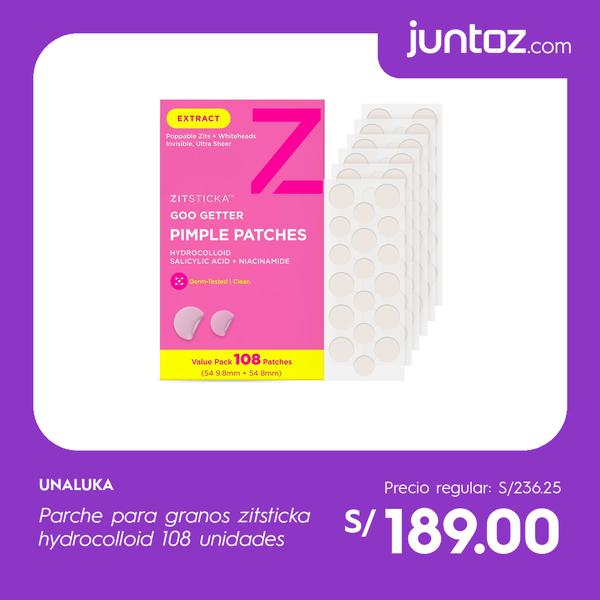 juntoz.com
EXTRACT
Poppable Zits + Whiteheads
Invisible, Ultra Sheer
Z
ZITSTICKA™
GOO GETTER
PIMPLE PATCHES
HYDROCOLLOID
SALICYLIC ACID + NIACINAMIDE
Derm-Tested | Clean
Value Pack 108 Patches
(54 9.8mm + 54 8mm)
UNALUKA
Parche para granos zitsticka
hydrocolloid 108 unidades
Precio regular: S/236.25
S/ 189.00